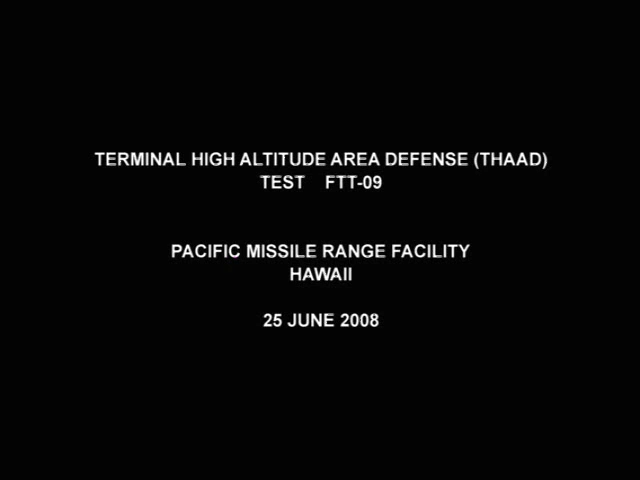 TERMINAL HIGH ALTITUDE AREA DEFENSE (THAAD)
TEST FTT-09
PACIFIC MISSILE RANGE FACILITY
HAWAII
25 JUNE 2008